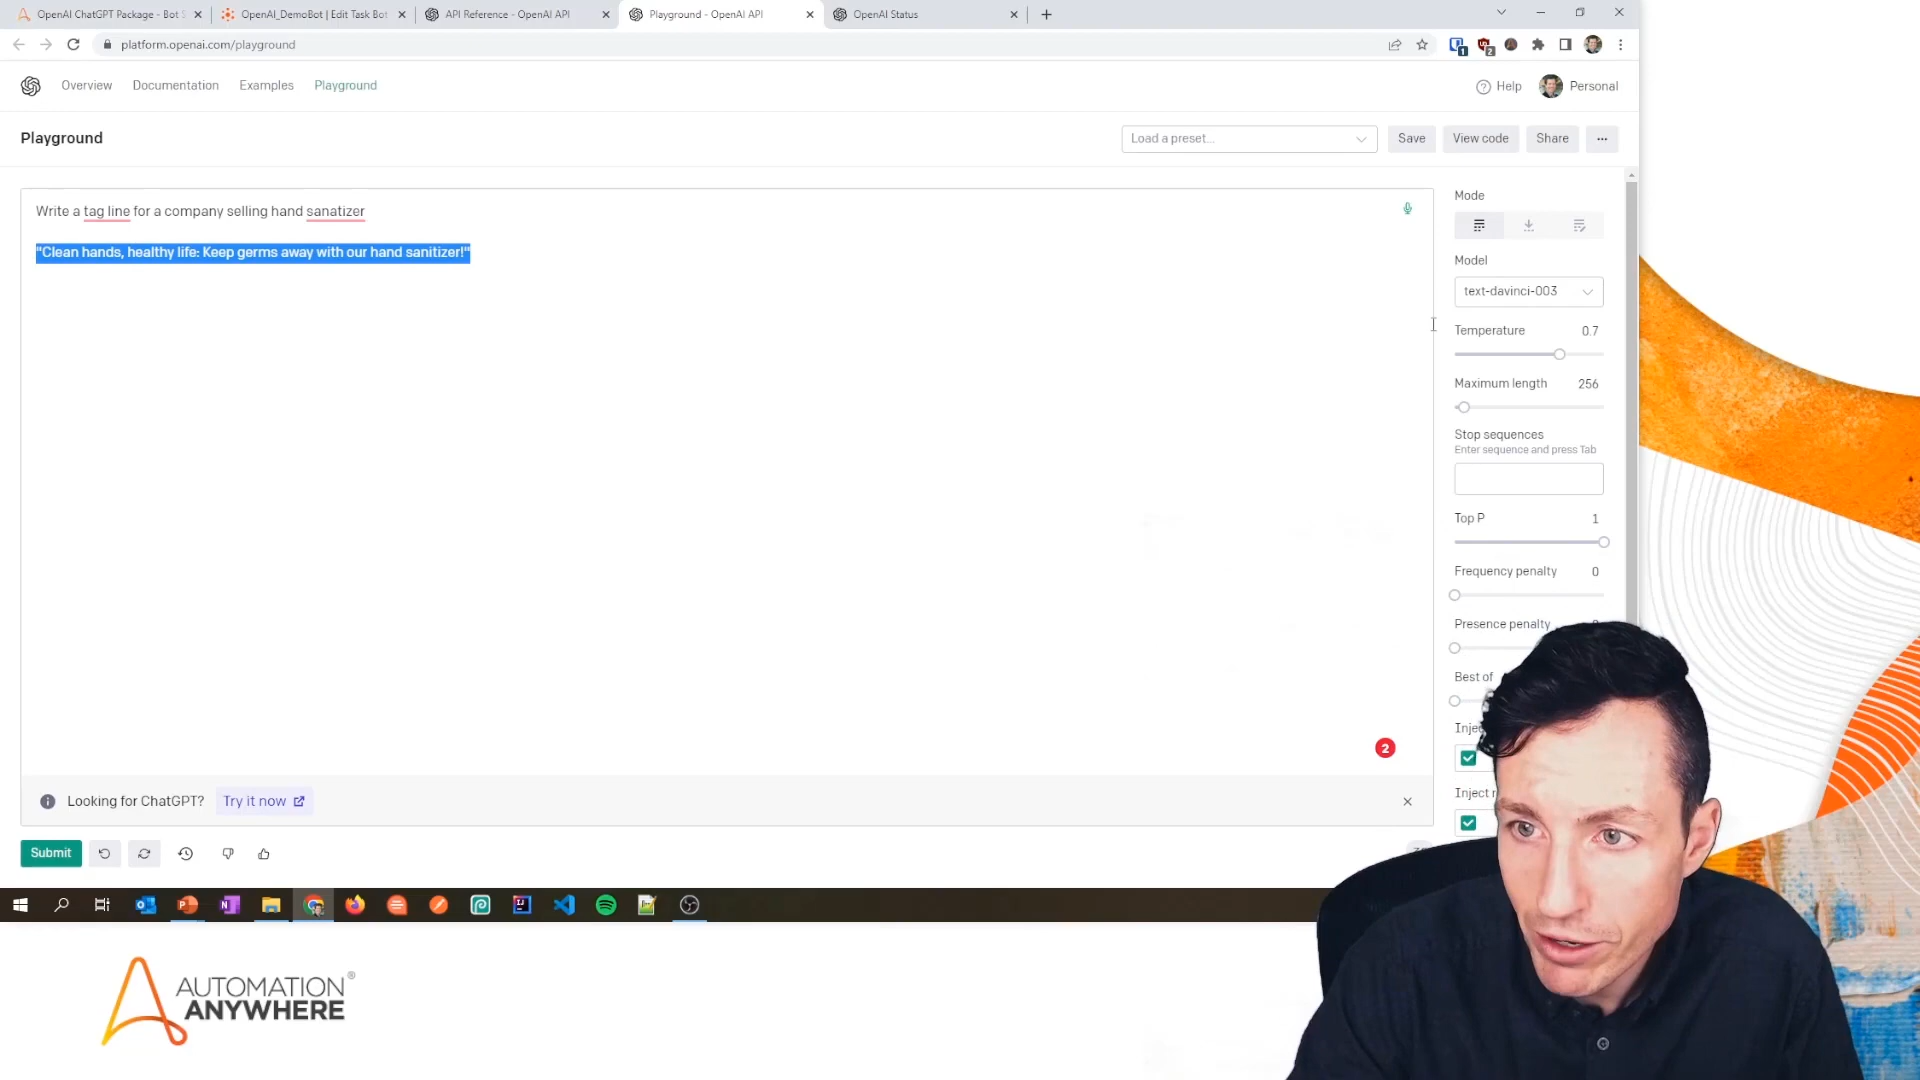 OpenAI ChatGPT Package - Bot S
OpenAI_DemoBot | Edit Task Bot
API Reference - OpenAI API
Playground - OpenAI API
OpenAI Status
platform.openai.com/playground
1
2
Overview
Documentation
Examples
Playground
Help
Personal
Playground
Load a preset...
Save
View code
Share
Write a tag line for a company selling hand sanatizer
"Clean hands, healthy life: Keep germs away with our hand sanitizer!"
Mode
Model
text-davinci-003
Temperature 0.7
Maximum length 256
Stop sequences
Enter sequence and press Tab
Top P 1
Frequency penalty 0
Presence penalty
Best of
2
Looking for ChatGPT? Try it now
Submit
AUTOMATION
ANYWHERE®